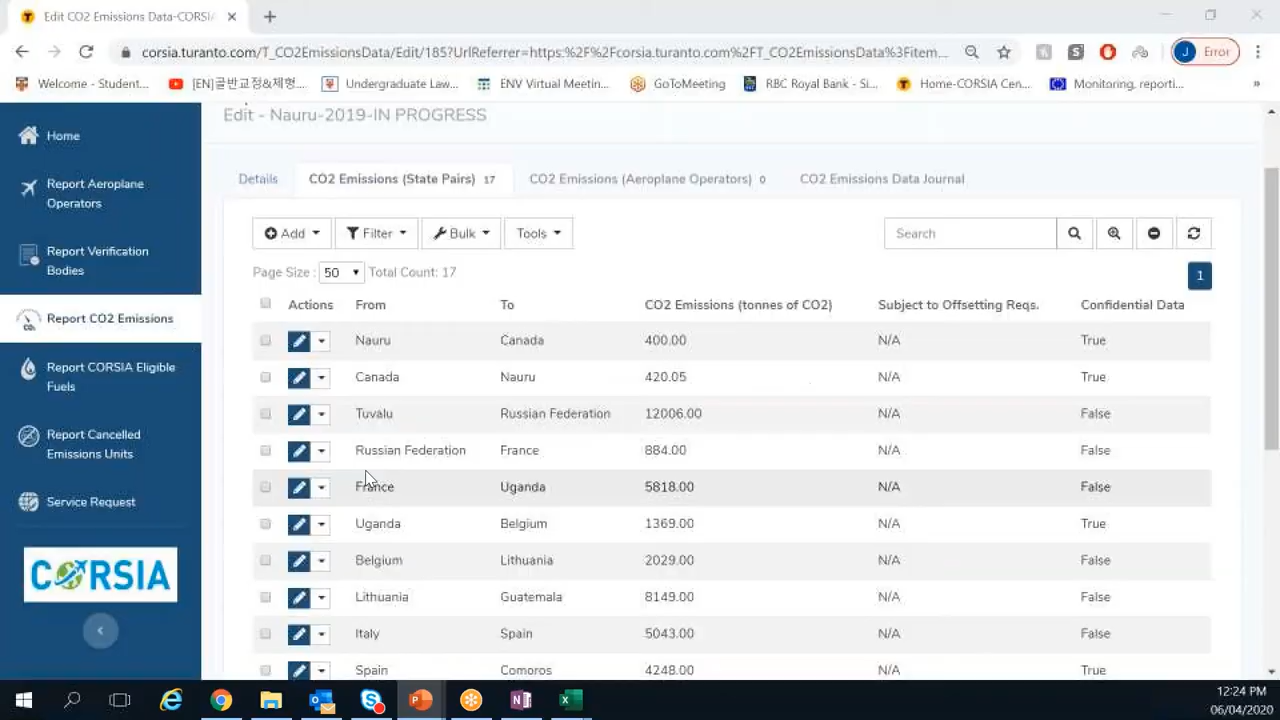 Edit CO2 Emissions Data-CORSIA
corsia.turanto.com/T_CO2EmissionsData/Edit/185?UrlReferrer=https:%2F%2Fcorsia.turanto.com%2FT_CO2EmissionsData%3Fitem...
Error
Welcome - Student...
[EN]골반교정&체형...
Undergraduate Law...
ENV Virtual Meetin...
GoToMeeting
RBC Royal Bank - Si...
Home-CORSIA Cen...
Monitoring, reporti...
Edit - Nauru-2019-IN PROGRESS
Home
Report Aeroplane
Operators
Report Verification
Bodies
Report CO2 Emissions
Report CORSIA Eligible
Fuels
Report Cancelled
Emissions Units
Service Request
CORSIA
Details CO2 Emissions (State Pairs) 17 CO2 Emissions (Aeroplane Operators) 0 CO2 Emissions Data Journal
Add Filter Bulk Tools Search
Page Size : 50 Total Count: 17 1
Actions From To CO2 Emissions (tonnes of CO2) Subject to Offsetting Reqs. Confidential Data
Nauru Canada 400.00 N/A True
Canada Nauru 420.05 N/A True
Tuvalu Russian Federation 12006.00 N/A False
Russian Federation France 884.00 N/A False
France Uganda 5818.00 N/A False
Uganda Belgium 1369.00 N/A True
Belgium Lithuania 2029.00 N/A False
Lithuania Guatemala 8149.00 N/A False
Italy Spain 5043.00 N/A False
Spain Comoros 4248.00 N/A True
12:24 PM
06/04/2020